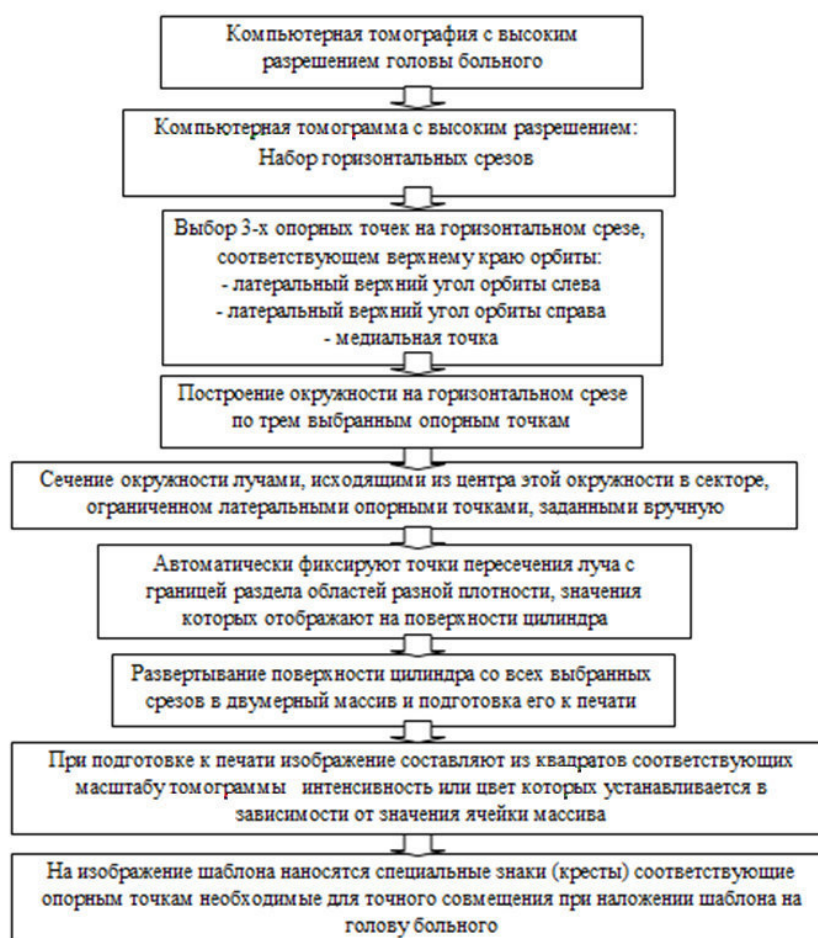 Компьютерная томография с высоким
разрешением головы больного
Компьютерная томограмма с высоким разрешением:
Набор горизонтальных срезов
Выбор 3-х опорных точек на горизонтальном срезе,
соответствующем верхнему краю орбиты:
- латеральный верхний угол орбиты слева
- латеральный верхний угол орбиты справа
- медиальная точка
Построение окружности на горизонтальном срезе
по трем выбранным опорным точкам
Сечение окружности лучами, исходящими из центра этой окружности в секторе,
ограниченном латеральными опорными точками, заданными вручную
Автоматически фиксируют точки пересечения луча с
границей раздела областей разной плотности, значения
которых отображают на поверхности цилиндра
Развертывание поверхности цилиндра со всех выбранных
срезов в двумерный массив и подготовка его к печати
При подготовке к печати изображение составляют из квадратов соответствующих
масштабу томограммы интенсивность или цвет которых устанавливается в
зависимости от значения ячейки массива
На изображение шаблона наносятся специальные знаки (кресты) соответствующие
опорным точкам необходимые для точного совмещения при наложении шаблона на
голову больного